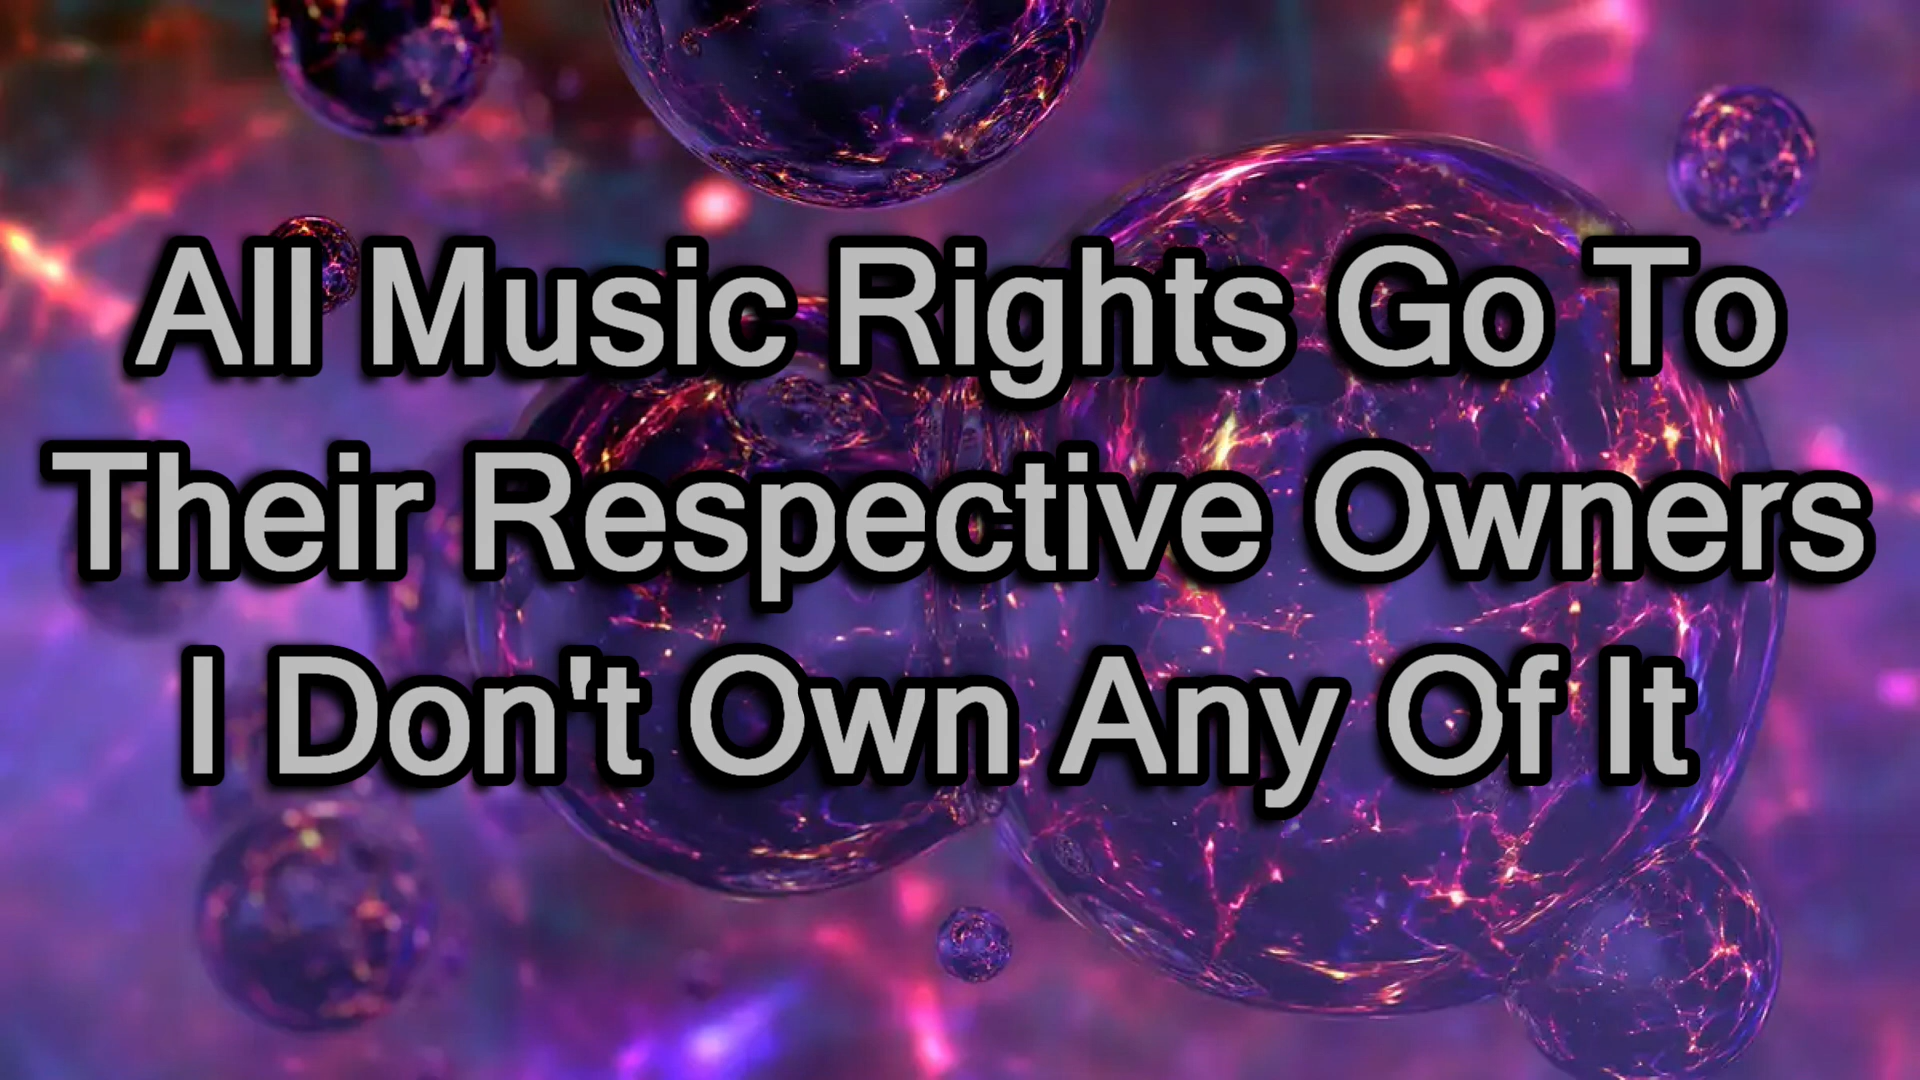 All Music Rights Go To
Their Respective Owners
I Don't Own Any Of It